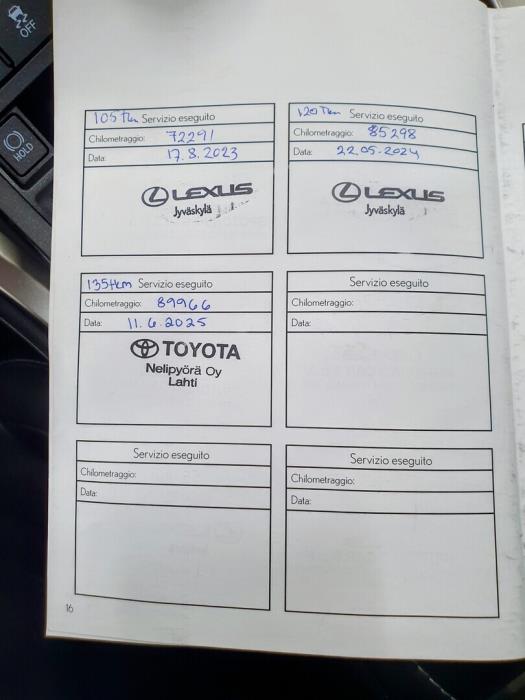 OFF
HOLD
105 tkm Servizio eseguito
Chilometraggio: 72291
Data: 17.8.2023
LEXUS
Jyväskylä
120 Tkm Servizio eseguito
Chilometraggio: 85298
Data: 22.05-2024
LEXUS
Jyväskylä
135tkm Servizio eseguito
Chilometraggio: 89966
Data: 11.6.2025
TOYOTA
Nelipyörä Oy
Lahti
Servizio eseguito
Chilometraggio:
Data:
Servizio eseguito
Chilometraggio:
Data:
Servizio eseguito
Chilometraggio:
Data:
16